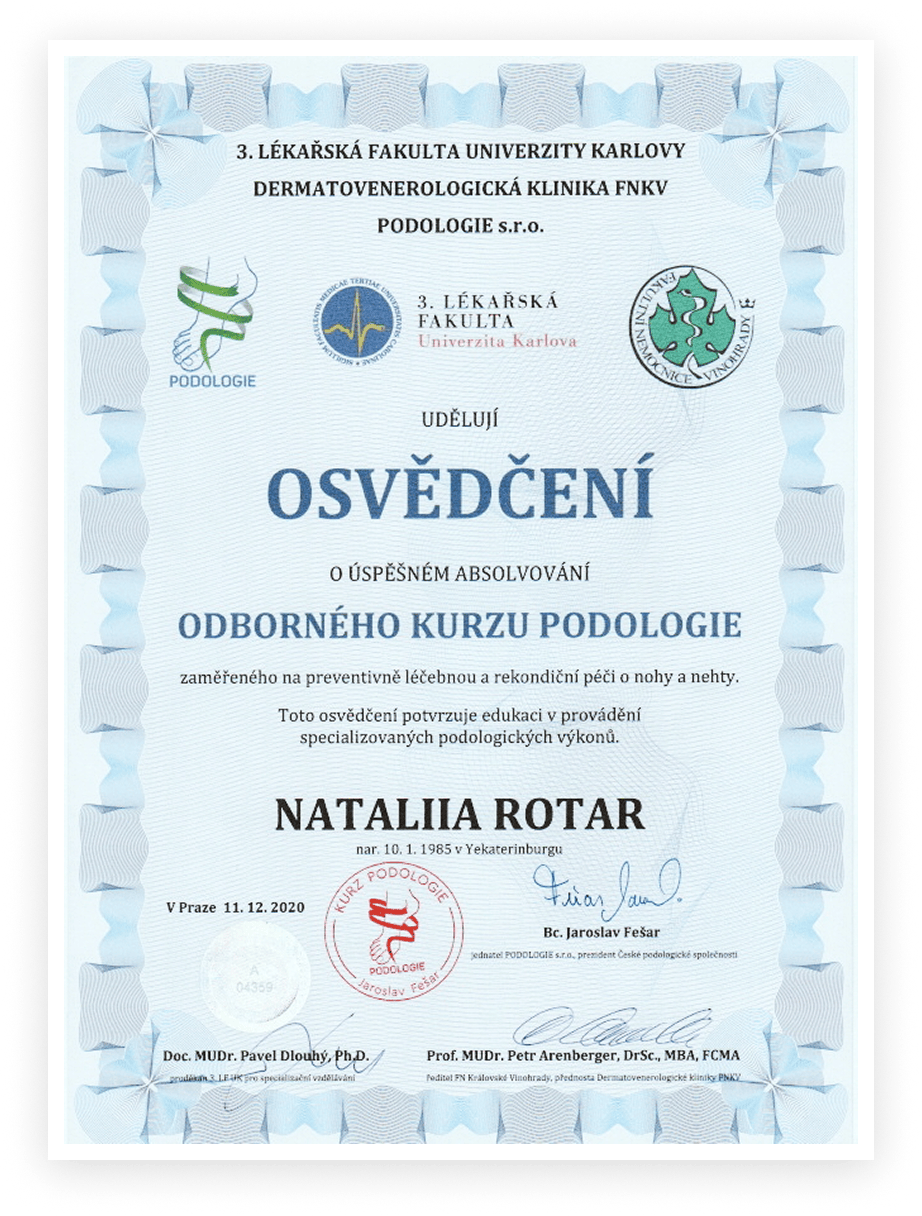 3. LÉKAŘSKÁ FAKULTA UNIVERZITY KARLOVY
DERMATOVENEROLOGICKÁ KLINIKA FNKV
PODOLOGIE s.r.o.
PODOLOGIE
SIGILLUM FACULTATIS MEDICAE TERTIAE UNIVERSITATIS CAROLINAE
3. LÉKAŘSKÁ
FAKULTA
Univerzita Karlova
FAKULTNÍ NEMOCNICE VINOHRADY
UDĚLUJÍ
OSVĚDČENÍ
O ÚSPĚŠNÉM ABSOLVOVÁNÍ
ODBORNÉHO KURZU PODOLOGIE
zaměřeného na preventivně léčebnou a rekondiční péči o nohy a nehty.
Toto osvědčení potvrzuje edukaci v provádění
specializovaných podologických výkonů.
NATALIIA ROTAR
nar. 10. 1. 1985 v Yekaterinburgu
V Praze 11. 12. 2020
KURZ PODOLOGIE
PODOLOGIE
Jaroslav Fešar
A
04359
Bc. Jaroslav Fešar
jednatel PODOLOGIE s.r.o., prezident České podologické společnosti
Doc. MUDr. Pavel Dlouhý, Ph.D.
proděkan 3. LF UK pro specializační vzdělávání
Prof. MUDr. Petr Arenberger, DrSc., MBA, FCMA
ředitel FN Královské Vinohrady, přednosta Dermatovenerologické kliniky FNKV